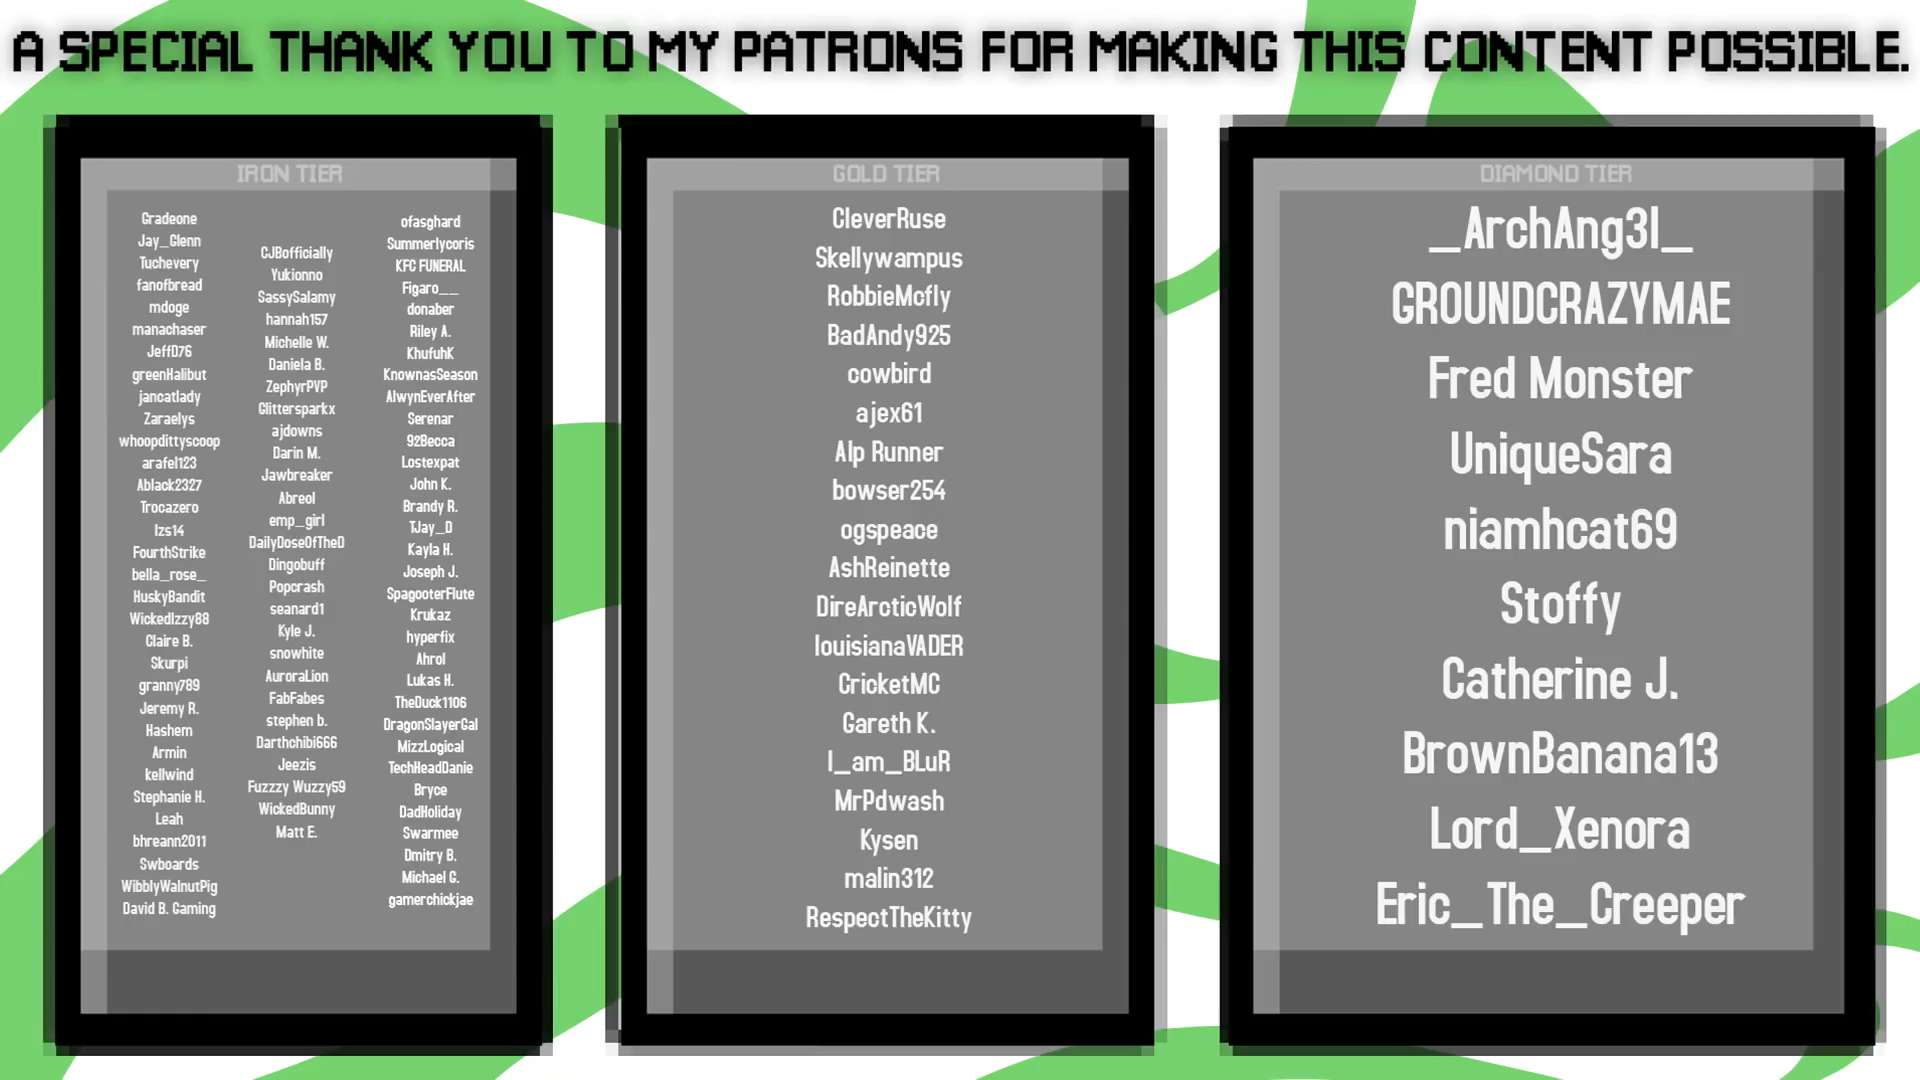 A SPECIAL THANK YOU TO MY PATRONS FOR MAKING THIS CONTENT POSSIBLE.
IRON TIER
Gradeone
Jay_Glenn
Tuchevery
fanofbread
mdoge
manachaser
JeffD76
greenHalibut
jancatlady
Zaraelys
whoopdittyscoop
arafel123
Ablack2327
Trocazero
lzs14
FourthStrike
bella_rose_
HuskyBandit
WickedIzzy88
Claire B.
Skurpi
granny789
Jeremy R.
Hashem
Armin
kellwind
Stephanie H.
Leah
bhreann2011
Swboards
WibblyWalnutPig
David B. Gaming
CJBofficially
Yukionno
SassySalamy
hannah157
Michelle W.
Daniela B.
ZephyrPVP
Glittersparkx
ajdowns
Darin M.
Jawbreaker
Abreol
emp_girl
DailyDoseOfTheD
Dingobuff
Popcrash
seanard1
Kyle J.
snowhite
AuroraLion
FabFabes
stephen b.
Darthchibi666
Jeezis
Fuzzzy Wuzzy59
WickedBunny
Matt E.
ofasghard
Summerlycoris
KFC FUNERAL
Figaro__
donaber
Riley A.
KhufuhK
KnownasSeason
AlwynEverAfter
Serenar
92Becca
Lostexpat
John K.
Brandy R.
TJay_D
Kayla H.
Joseph J.
SpagooterFlute
Krukaz
hyperfix
Ahrol
Lukas H.
TheDuck1106
DragonSlayerGal
MizzLogical
TechHeadDanie
Bryce
DadHoliday
Swarmee
Dmitry B.
Michael G.
gamerchickjae
GOLD TIER
CleverRuse
Skellywampus
RobbieMcfly
BadAndy925
cowbird
ajex61
Alp Runner
bowser254
ogspeace
AshReinette
DireArcticWolf
louisianaVADER
CricketMC
Gareth K.
I_am_BLuR
MrPdwash
Kysen
malin312
RespectTheKitty
DIAMOND TIER
_ArchAng3l_
GROUNDCRAZYMAE
Fred Monster
UniqueSara
niamhcat69
Stoffy
Catherine J.
BrownBanana13
Lord_Xenora
Eric_The_Creeper